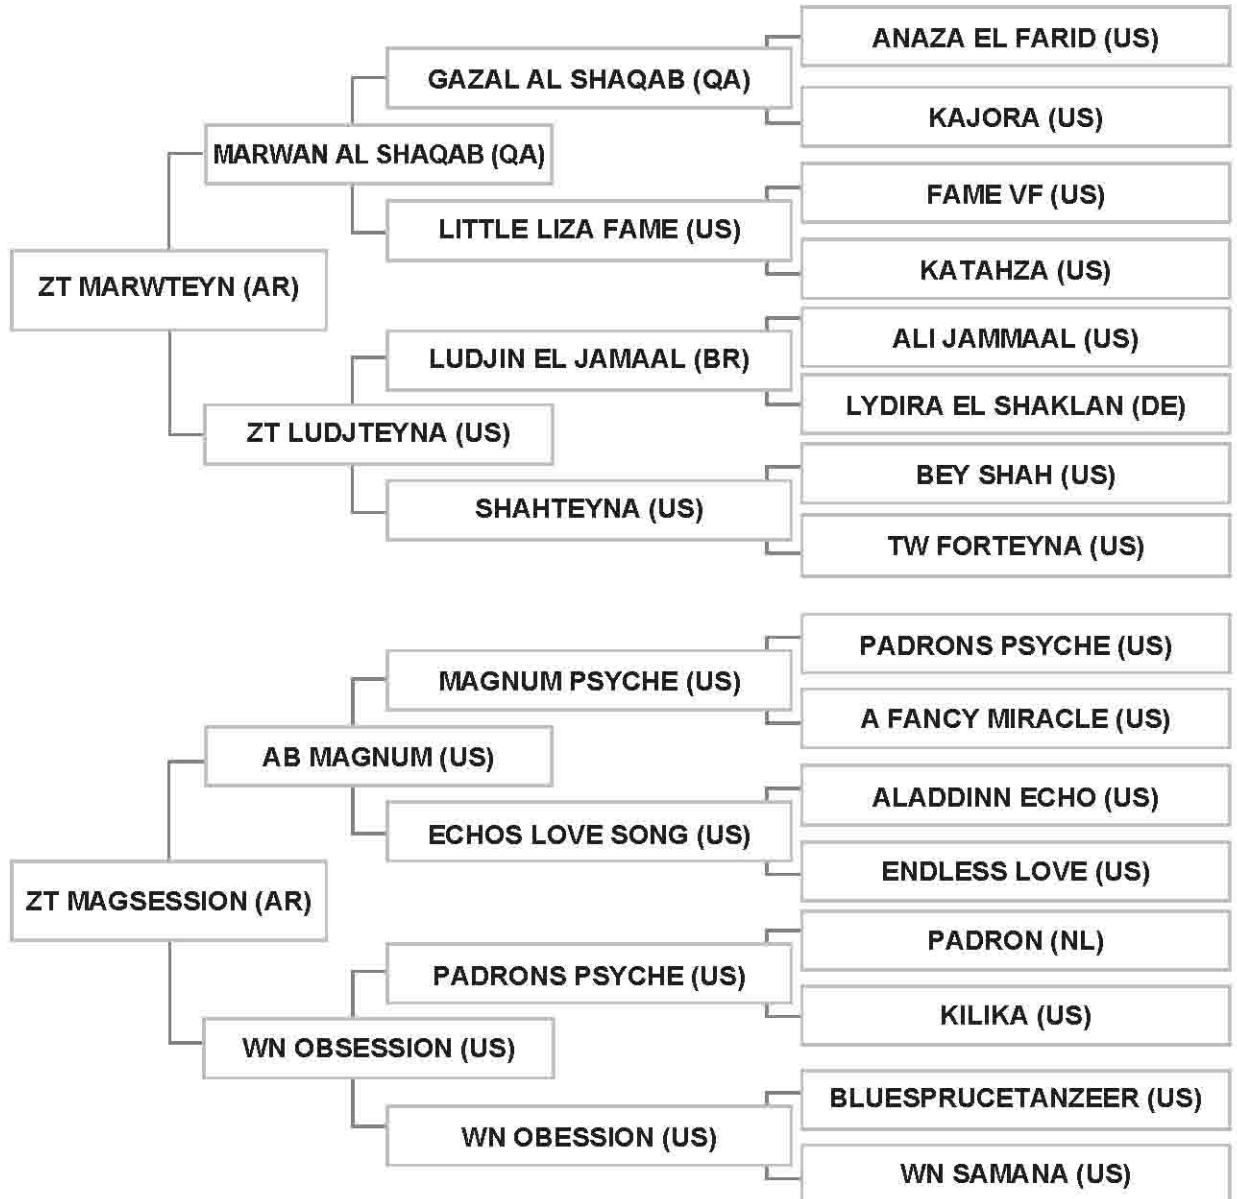 ANAZA EL FARID (US)
GAZAL AL SHAQAB (QA)
KAJORA (US)
MARWAN AL SHAQAB (QA)
FAME VF (US)
LITTLE LIZA FAME (US)
KATAHZA (US)
ZT MARWTEYN (AR)
ALI JAMMAAL (US)
LUDJIN EL JAMAAL (BR)
LYDIRA EL SHAKLAN (DE)
ZT LUDJTEYNA (US)
BEY SHAH (US)
SHAHTEYNA (US)
TW FORTEYNA (US)
PADRONS PSYCHE (US)
MAGNUM PSYCHE (US)
A FANCY MIRACLE (US)
AB MAGNUM (US)
ALADDINN ECHO (US)
ECHOS LOVE SONG (US)
ENDLESS LOVE (US)
ZT MAGSESSION (AR)
PADRON (NL)
PADRONS PSYCHE (US)
KILIKA (US)
WN OBSESSION (US)
BLUESPRUCETANZEER (US)
WN OBESSION (US)
WN SAMANA (US)